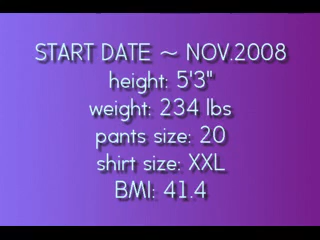 START DATE ~ NOV.2008
height: 5'3"
weight: 234 lbs
pants size: 20
shirt size: XXL
BMI: 41.4